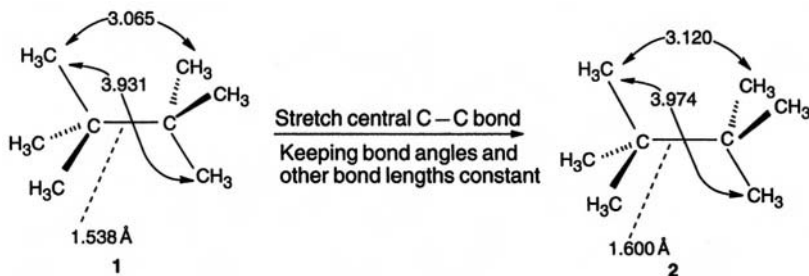 3.065
H₃C
CH₃
3.931
CH₃
H₃C
C
C
H₃C
CH₃
1.538 Å
1
Stretch central C–C bond
Keeping bond angles and
other bond lengths constant
3.120
H₃C
CH₃
3.974
CH₃
H₃C
C
C
H₃C
CH₃
1.600 Å
2